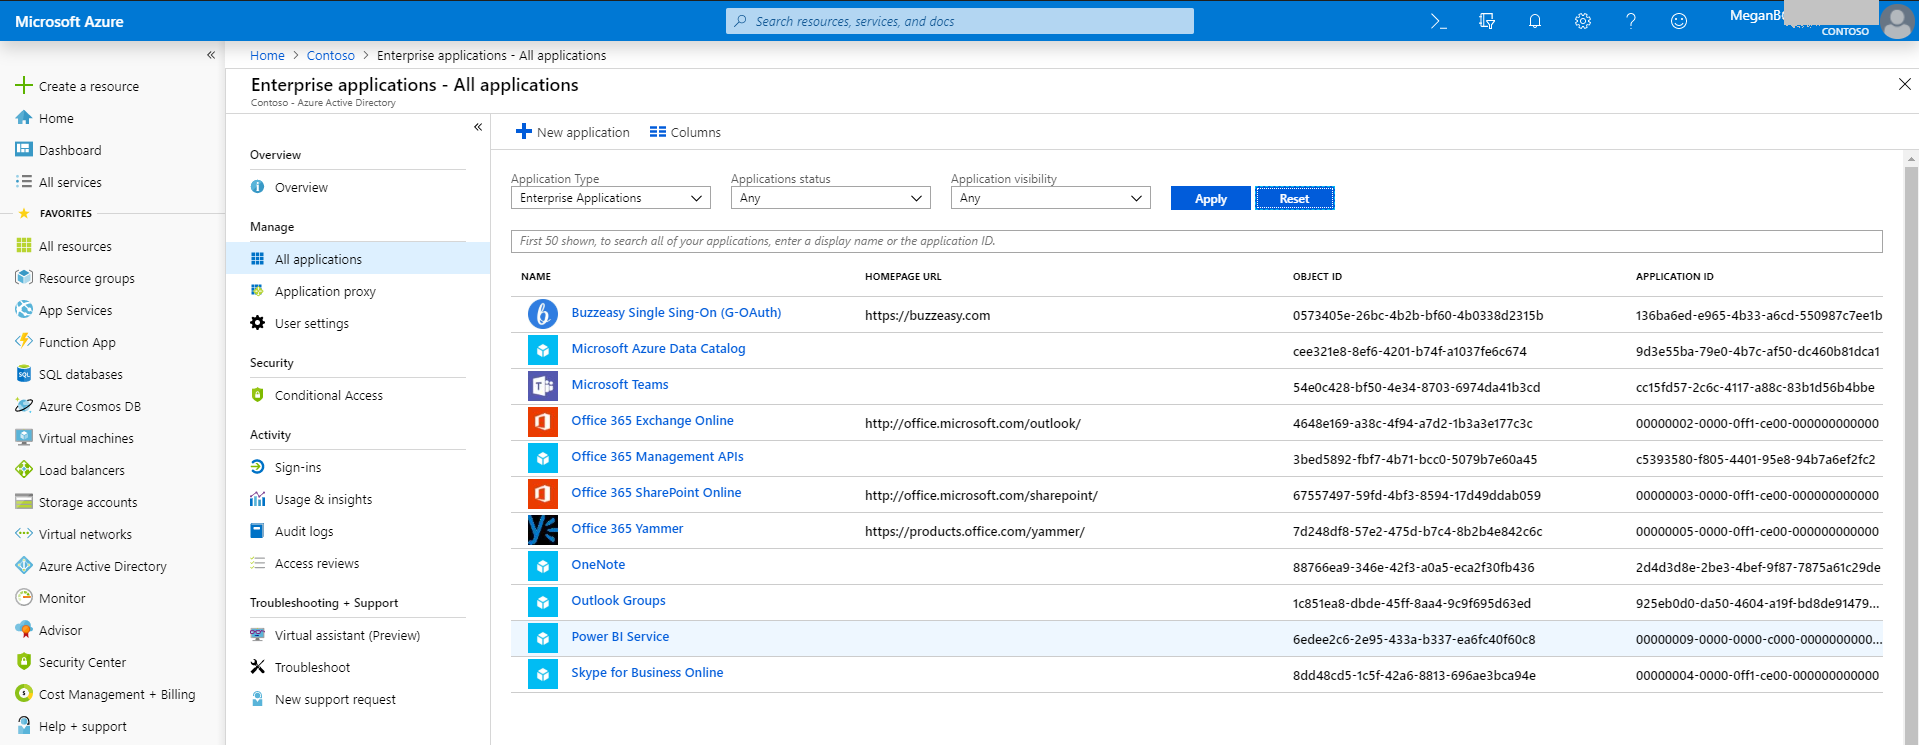 Microsoft Azure
Search resources, services, and docs
MeganB
CONTOSO
Create a resource
Home
Dashboard
All services
FAVORITES
All resources
Resource groups
App Services
Function App
SQL databases
Azure Cosmos DB
Virtual machines
Load balancers
Storage accounts
Virtual networks
Azure Active Directory
Monitor
Advisor
Security Center
Cost Management + Billing
Help + support
Home > Contoso > Enterprise applications - All applications
Enterprise applications - All applications
Contoso - Azure Active Directory
Overview
Overview
Manage
All applications
Application proxy
User settings
Security
Conditional Access
Activity
Sign-ins
Usage & insights
Audit logs
Access reviews
Troubleshooting + Support
Virtual assistant (Preview)
Troubleshoot
New support request
New application Columns
Application Type Applications status Application visibility
Enterprise Applications Any Any Apply Reset
First 50 shown, to search all of your applications, enter a display name or the application ID.
NAME HOMEPAGE URL OBJECT ID APPLICATION ID
Buzzeasy Single Sing-On (G-OAuth) https://buzzeasy.com 0573405e-26bc-4b2b-bf60-4b0338d2315b 136ba6ed-e965-4b33-a6cd-550987c7ee1b
Microsoft Azure Data Catalog cee321e8-8ef6-4201-b74f-a1037fe6c674 9d3e55ba-79e0-4b7c-af50-dc460b81dca1
Microsoft Teams 54e0c428-bf50-4e34-8703-6974da41b3cd cc15fd57-2c6c-4117-a88c-83b1d56b4bbe
Office 365 Exchange Online http://office.microsoft.com/outlook/ 4648e169-a38c-4f94-a7d2-1b3a3e177c3c 00000002-0000-0ff1-ce00-000000000000
Office 365 Management APIs 3bed5892-fbf7-4b71-bcc0-5079b7e60a45 c5393580-f805-4401-95e8-94b7a6ef2fc2
Office 365 SharePoint Online http://office.microsoft.com/sharepoint/ 67557497-59fd-4bf3-8594-17d49ddab059 00000003-0000-0ff1-ce00-000000000000
Office 365 Yammer https://products.office.com/yammer/ 7d248df8-57e2-475d-b7c4-8b2b4e842c6c 00000005-0000-0ff1-ce00-000000000000
OneNote 88766ea9-346e-42f3-a0a5-eca2f30fb436 2d4d3d8e-2be3-4bef-9f87-7875a61c29de
Outlook Groups 1c851ea8-dbde-45ff-8aa4-9c9f695d63ed 925eb0d0-da50-4604-a19f-bd8de91479...
Power BI Service 6edee2c6-2e95-433a-b337-ea6fc40f60c8 00000009-0000-0000-c000-0000000000...
Skype for Business Online 8dd48cd5-1c5f-42a6-8813-696ae3bca94e 00000004-0000-0ff1-ce00-000000000000